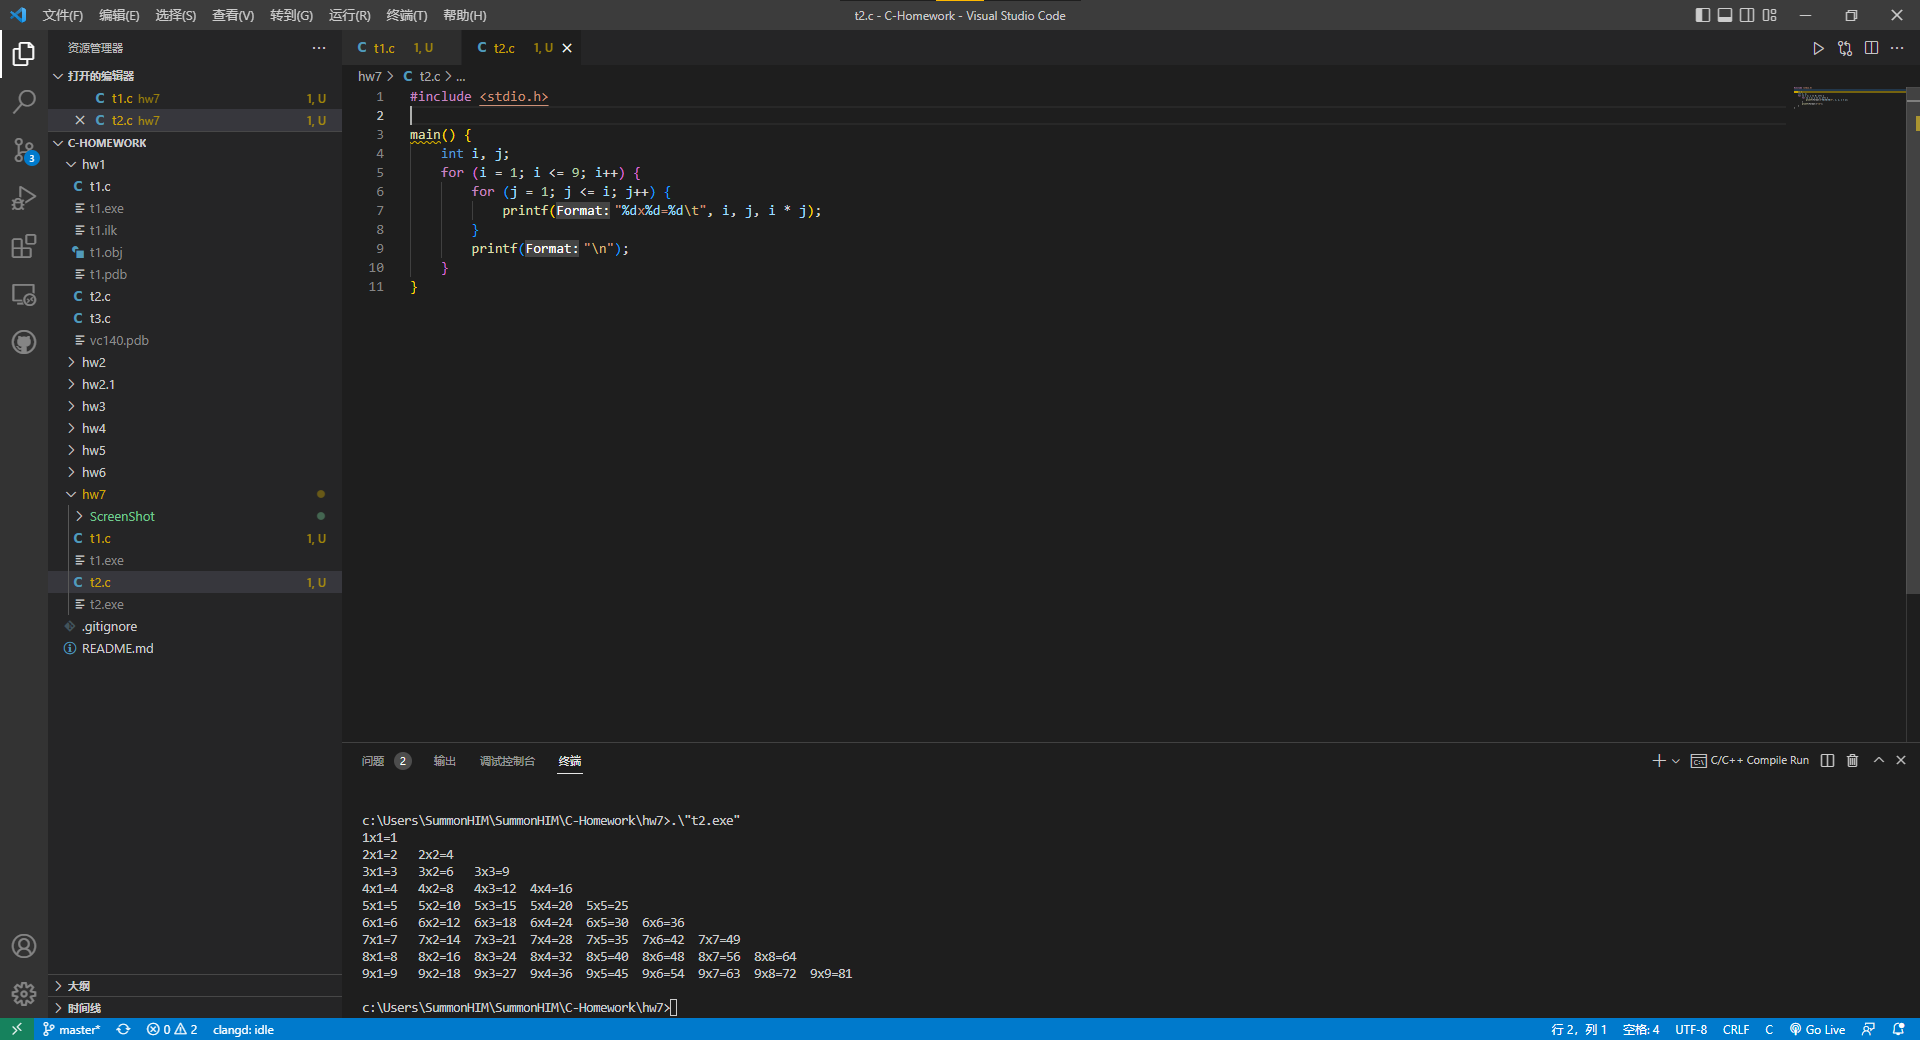 文件(F) 编辑(E) 选择(S) 查看(V) 转到(G) 运行(R) 终端(T) 帮助(H) t2.c - C-Homework - Visual Studio Code
资源管理器
打开的编辑器
t1.c hw7 1, U
t2.c hw7 1, U
C-HOMEWORK
hw1
t1.c
t1.exe
t1.ilk
t1.obj
t1.pdb
t2.c
t3.c
vc140.pdb
hw2
hw2.1
hw3
hw4
hw5
hw6
hw7
ScreenShot
t1.c 1, U
t1.exe
t2.c 1, U
t2.exe
.gitignore
README.md
大纲
时间线
3
C t1.c 1, U C t2.c 1, U
hw7 > C t2.c > ...
1 #include <stdio.h>
2
3 main() {
4 int i, j;
5 for (i = 1; i <= 9; i++) {
6 for (j = 1; j <= i; j++) {
7 printf(Format: "%dx%d=%d\t", i, j, i * j);
8 }
9 printf(Format: "\n");
10 }
11 }
问题 2 输出 调试控制台 终端 C/C++ Compile Run
c:\Users\SummonHIM\SummonHIM\C-Homework\hw7>.\"t2.exe"
1x1=1
2x1=2 2x2=4
3x1=3 3x2=6 3x3=9
4x1=4 4x2=8 4x3=12 4x4=16
5x1=5 5x2=10 5x3=15 5x4=20 5x5=25
6x1=6 6x2=12 6x3=18 6x4=24 6x5=30 6x6=36
7x1=7 7x2=14 7x3=21 7x4=28 7x5=35 7x6=42 7x7=49
8x1=8 8x2=16 8x3=24 8x4=32 8x5=40 8x6=48 8x7=56 8x8=64
9x1=9 9x2=18 9x3=27 9x4=36 9x5=45 9x6=54 9x7=63 9x8=72 9x9=81
c:\Users\SummonHIM\SummonHIM\C-Homework\hw7>
master* 0 2 clangd: idle 行 2，列 1 空格: 4 UTF-8 CRLF C Go Live